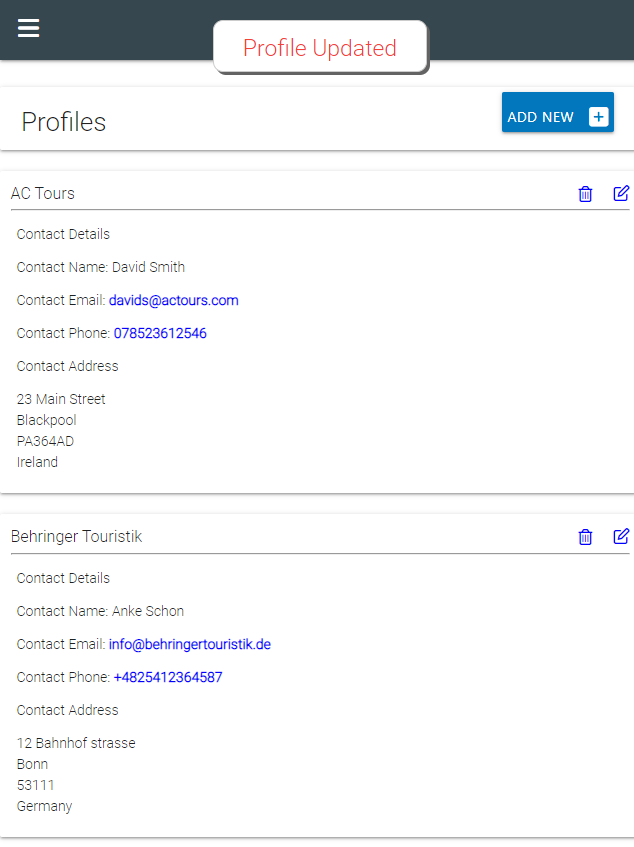 Profile Updated
Profiles
ADD NEW
AC Tours
Contact Details
Contact Name: David Smith
Contact Email: davids@actours.com
Contact Phone: 078523612546
Contact Address
23 Main Street
Blackpool
PA364AD
Ireland
Behringer Touristik
Contact Details
Contact Name: Anke Schon
Contact Email: info@behringertouristik.de
Contact Phone: +4825412364587
Contact Address
12 Bahnhof strasse
Bonn
53111
Germany